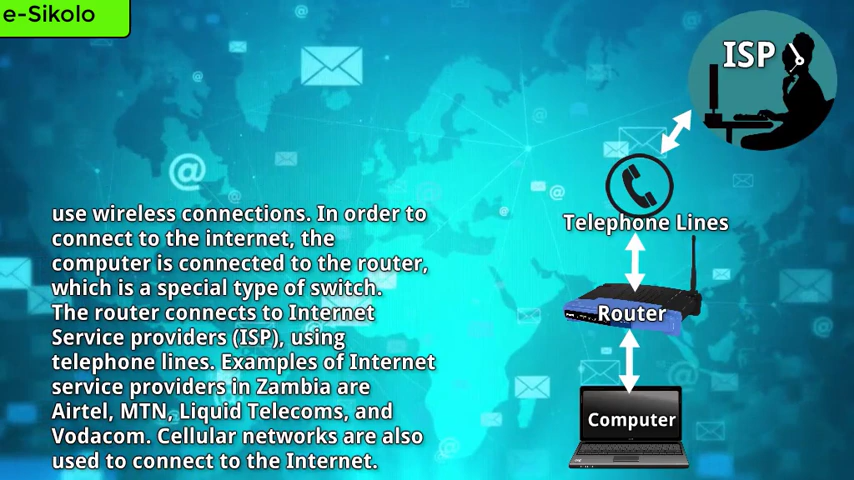 e-Sikolo
ISP
Telephone Lines
Router
Computer
use wireless connections. In order to
connect to the internet, the
computer is connected to the router,
which is a special type of switch.
The router connects to Internet
Service providers (ISP), using
telephone lines. Examples of Internet
service providers in Zambia are
Airtel, MTN, Liquid Telecoms, and
Vodacom. Cellular networks are also
used to connect to the Internet.